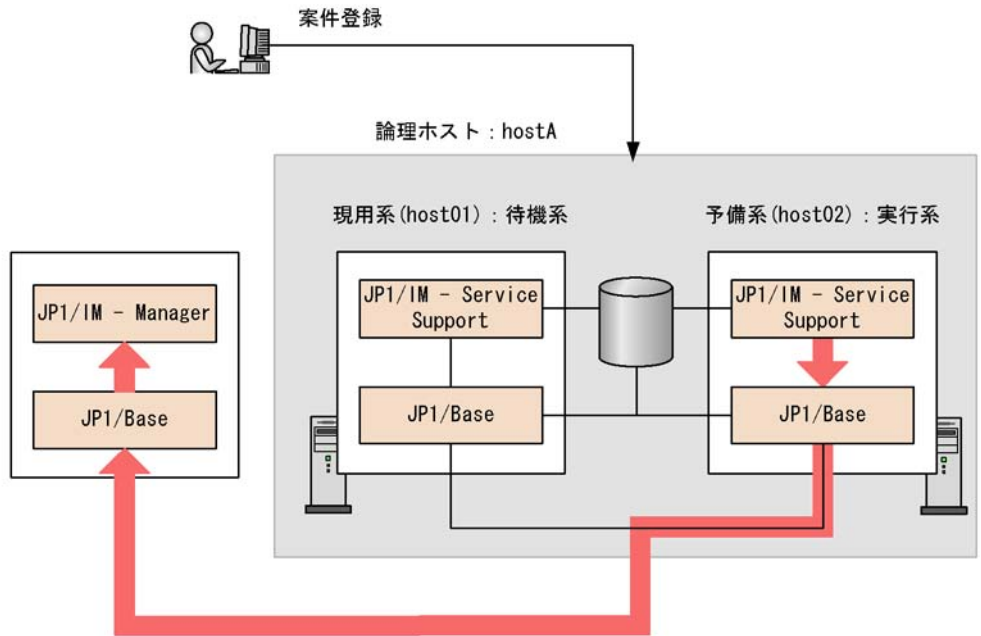 案件登録
論理ホスト：hostA
現用系(host01)：待機系
予備系(host02)：実行系
JP1/IM － Manager
JP1/Base
JP1/IM － Service
Support
JP1/Base
JP1/IM － Service
Support
JP1/Base